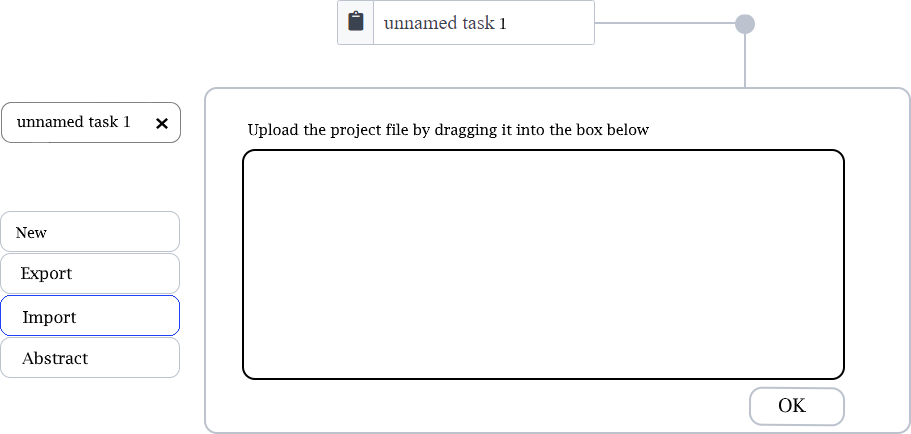 unnamed task 1
unnamed task 1
Upload the project file by dragging it into the box below
New
Export
Import
Abstract
OK